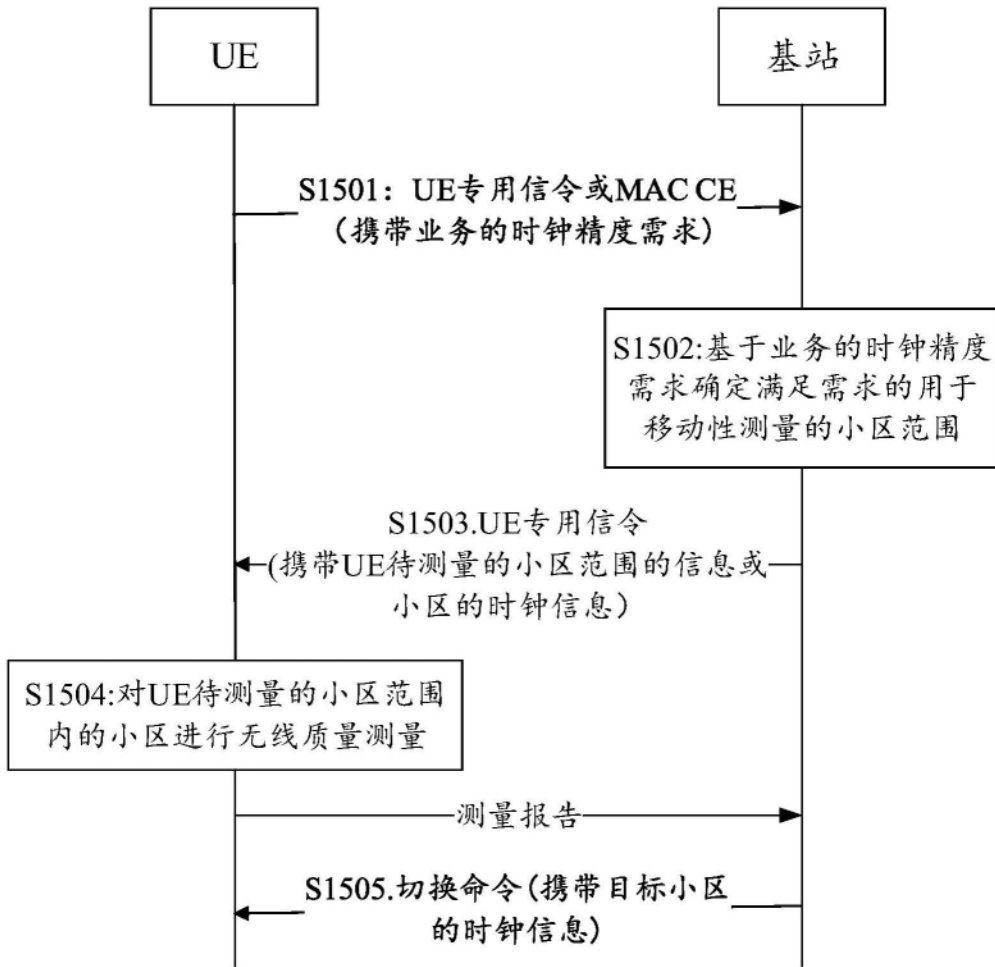 UE
基站
S1501：UE专用信令或MAC CE
（携带业务的时钟精度需求)
S1502:基于业务的时钟精度
需求确定满足需求的用于
移动性测量的小区范围
S1503.UE专用信令
(携带UE待测量的小区范围的信息或
小区的时钟信息）
S1504:对UE待测量的小区范围
内的小区进行无线质量测量
测量报告
S1505.切换命令(携带目标小区
的时钟信息)